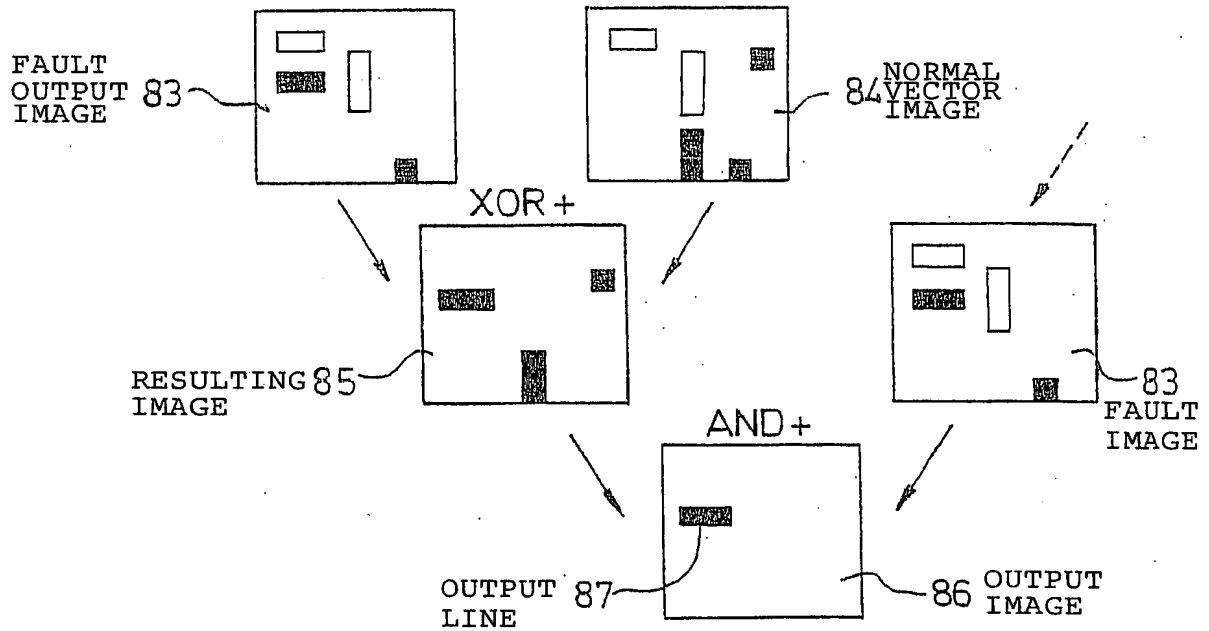 FAULT
OUTPUT 83
IMAGE
84 NORMAL
VECTOR
IMAGE
XOR +
RESULTING 85
IMAGE
83
FAULT
IMAGE
AND +
OUTPUT 87
LINE
86 OUTPUT
IMAGE